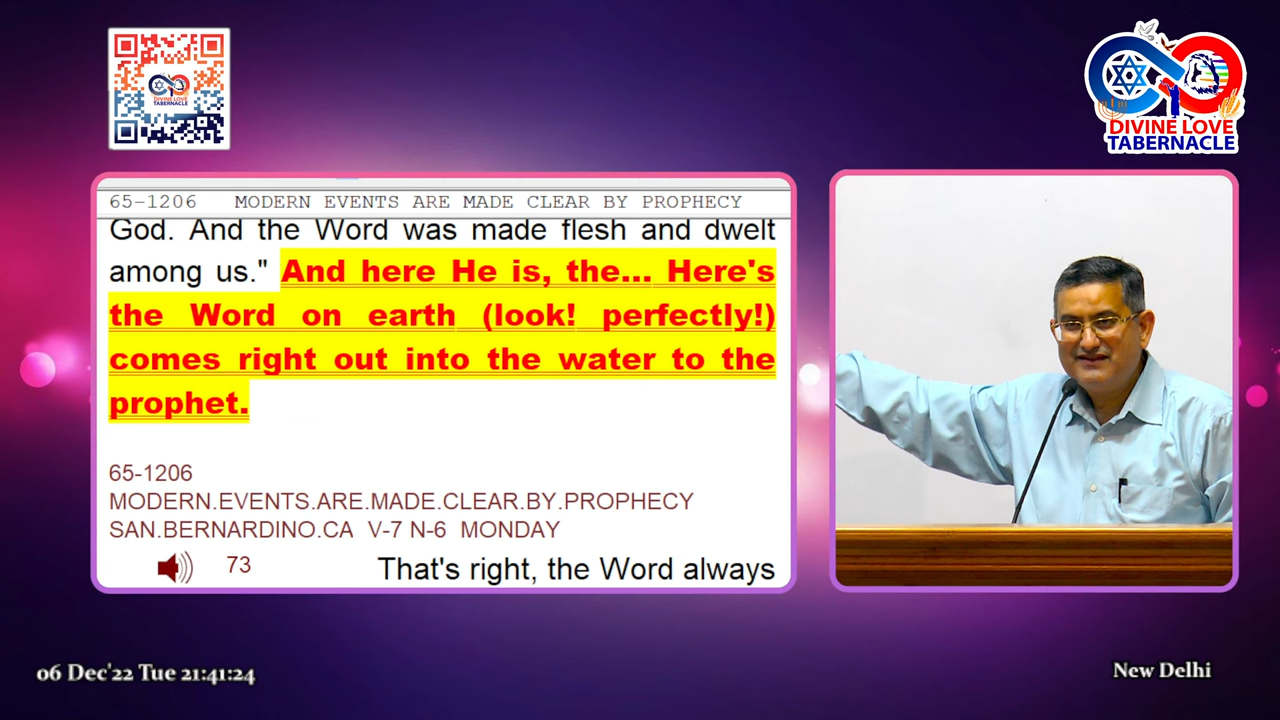 DIVINE LOVE
TABERNACLE
DIVINE LOVE
TABERNACLE
65-1206 MODERN EVENTS ARE MADE CLEAR BY PROPHECY
God. And the Word was made flesh and dwelt
among us." And here He is, the... Here's
the Word on earth (look! perfectly!)
comes right out into the water to the
prophet.
65-1206
MODERN.EVENTS.ARE.MADE.CLEAR.BY.PROPHECY
SAN.BERNARDINO.CA V-7 N-6 MONDAY
73 That's right, the Word always
06 Dec'22 Tue 21:41:24
New Delhi